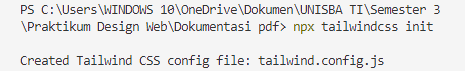 PS C:\Users\WINDOWS 10\OneDrive\Dokumen\UNISBA TI\Semester 3
\Praktikum Design Web\Dokumentasi pdf> npx tailwindcss init
Created Tailwind CSS config file: tailwind.config.js